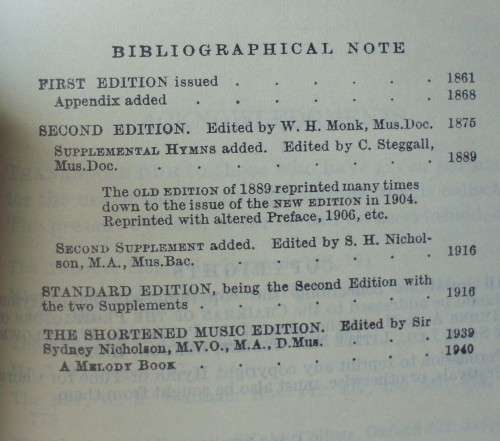 BIBLIOGRAPHICAL NOTE
FIRST EDITION issued . . . . . . 1861
Appendix added . . . . . . 1868
SECOND EDITION. Edited by W. H. Monk, Mus.Doc. 1875
SUPPLEMENTAL HYMNS added. Edited by C. Steggall,
Mus.Doc. . . . . . . . 1889
The OLD EDITION of 1889 reprinted many times
down to the issue of the NEW EDITION in 1904.
Reprinted with altered Preface, 1906, etc.
SECOND SUPPLEMENT added. Edited by S. H. Nichol-
son, M.A., Mus.Bac. . . . . . 1916
STANDARD EDITION, being the Second Edition with
the two Supplements . . . . . . 1916
THE SHORTENED MUSIC EDITION. Edited by Sir
Sydney Nicholson, M.V.O., M.A., D.Mus. . . 1939
A MELODY BOOK . . . . . 1940